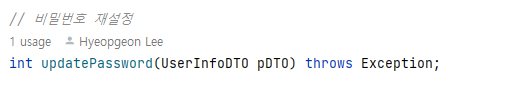 // 비밀번호 재설정
1 usage Hyeopgeon Lee
int updatePassword(UserInfoDTO pDTO) throws Exception;